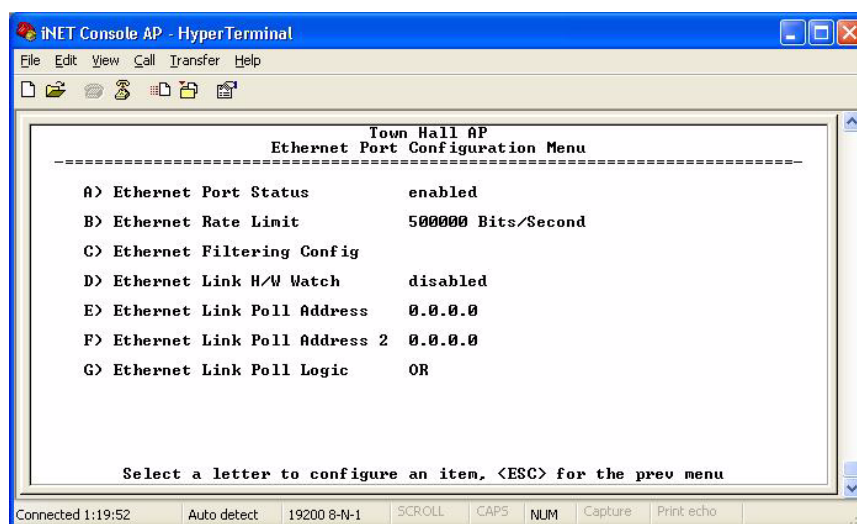 iNET Console AP - HyperTerminal
File Edit View Call Transfer Help
Town Hall AP
Ethernet Port Configuration Menu
-==========================================================================-
A) Ethernet Port Status enabled
B) Ethernet Rate Limit 500000 Bits/Second
C) Ethernet Filtering Config
D) Ethernet Link H/W Watch disabled
E) Ethernet Link Poll Address 0.0.0.0
F) Ethernet Link Poll Address 2 0.0.0.0
G) Ethernet Link Poll Logic OR
Select a letter to configure an item, <ESC> for the prev menu
Connected 1:19:52 Auto detect 19200 8-N-1 SCROLL CAPS NUM Capture Print echo